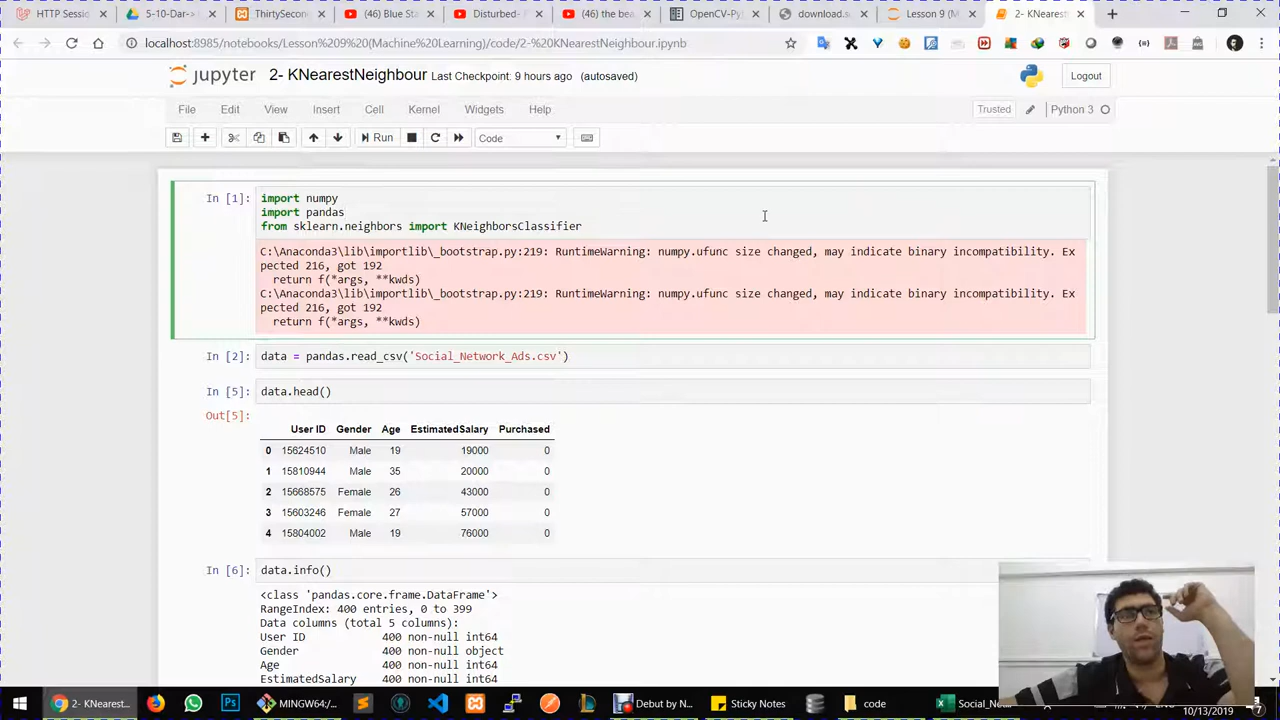 HTTP Sessi
5-10-Dar-
ThirtySeco
(46) Blue S
Disturbed -
(46) the be
OpenCV-Py
download.s
Lesson 9 (M
2- KNearest
localhost:8985/notebooks/
%20(Machine%20Learning)/code/2-%20KNearestNeighbour.ipynb
jupyter 2- KNearestNeighbour Last Checkpoint: 9 hours ago (autosaved)
Logout
File Edit View Insert Cell Kernel Widgets Help
Trusted Python 3
Run Code
In [1]: import numpy
import pandas
from sklearn.neighbors import KNeighborsClassifier
C:\Anaconda3\lib\importlib\_bootstrap.py:219: RuntimeWarning: numpy.ufunc size changed, may indicate binary incompatibility. Ex
pected 216, got 192
return f(*args, **kwds)
C:\Anaconda3\lib\importlib\_bootstrap.py:219: RuntimeWarning: numpy.ufunc size changed, may indicate binary incompatibility. Ex
pected 216, got 192
return f(*args, **kwds)
In [2]: data = pandas.read_csv('Social_Network_Ads.csv')
In [5]: data.head()
Out[5]:
User ID Gender Age EstimatedSalary Purchased
0 15624510 Male 19 19000 0
1 15810944 Male 35 20000 0
2 15668575 Female 26 43000 0
3 15603246 Female 27 57000 0
4 15804002 Male 19 76000 0
In [6]: data.info()
<class 'pandas.core.frame.DataFrame'>
RangeIndex: 400 entries, 0 to 399
Data columns (total 5 columns):
User ID 400 non-null int64
Gender 400 non-null object
Age 400 non-null int64
EstimatedSalary 400 non-null int64
2- KNearest...
Debut by N...
Sticky Notes
code
Social_Ne
10/13/2019
7